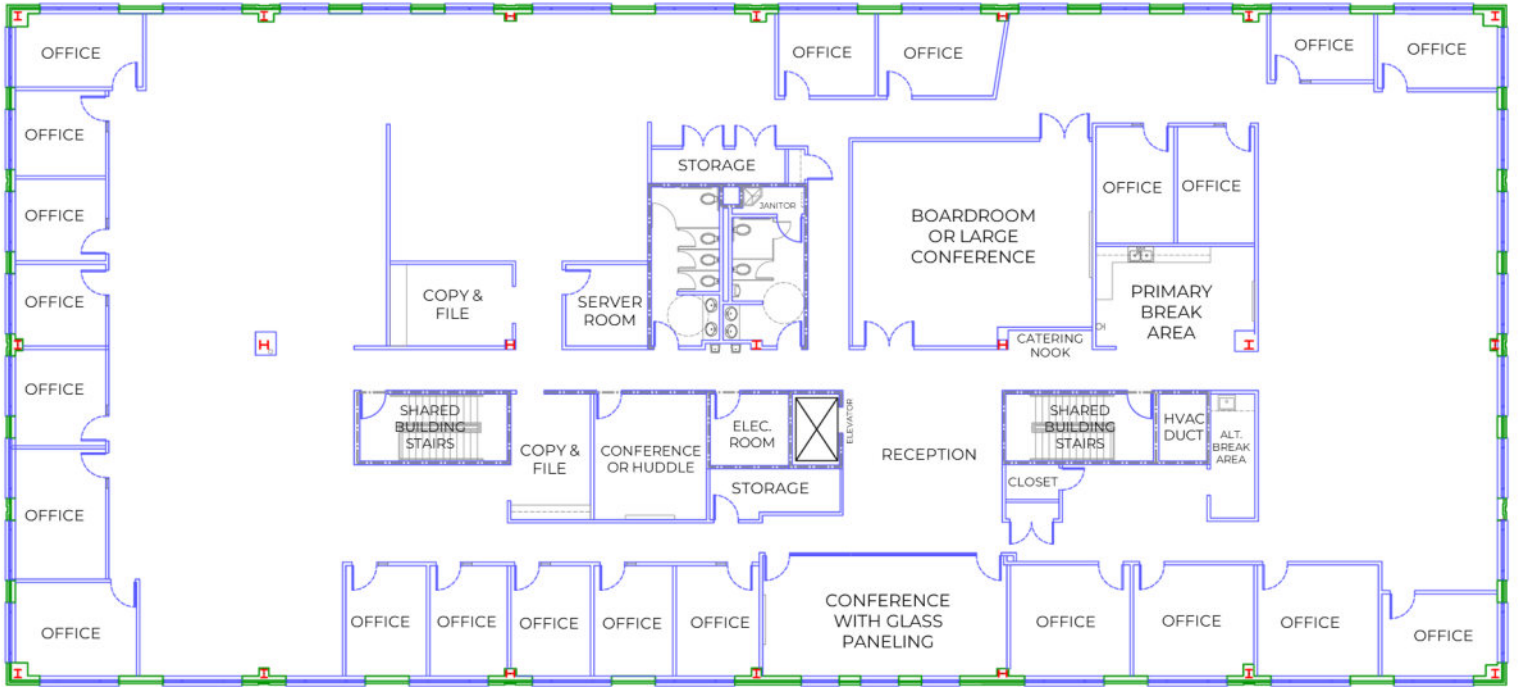 OFFICE
OFFICE
OFFICE
OFFICE
OFFICE
OFFICE
OFFICE
STORAGE
JANITOR
OFFICE
OFFICE
OFFICE
BOARDROOM
OR LARGE
CONFERENCE
OFFICE
COPY &
FILE
SERVER
ROOM
PRIMARY
BREAK
AREA
OFFICE
CATERING
NOOK
OFFICE
SHARED
BUILDING
STAIRS
COPY &
FILE
CONFERENCE
OR HUDDLE
ELEC.
ROOM
ELEVATOR
RECEPTION
SHARED
BUILDING
STAIRS
HVAC
DUCT
ALT.
BREAK
AREA
STORAGE
CLOSET
OFFICE
OFFICE
OFFICE
OFFICE
OFFICE
OFFICE
OFFICE
CONFERENCE
WITH GLASS
PANELING
OFFICE
OFFICE
OFFICE
OFFICE